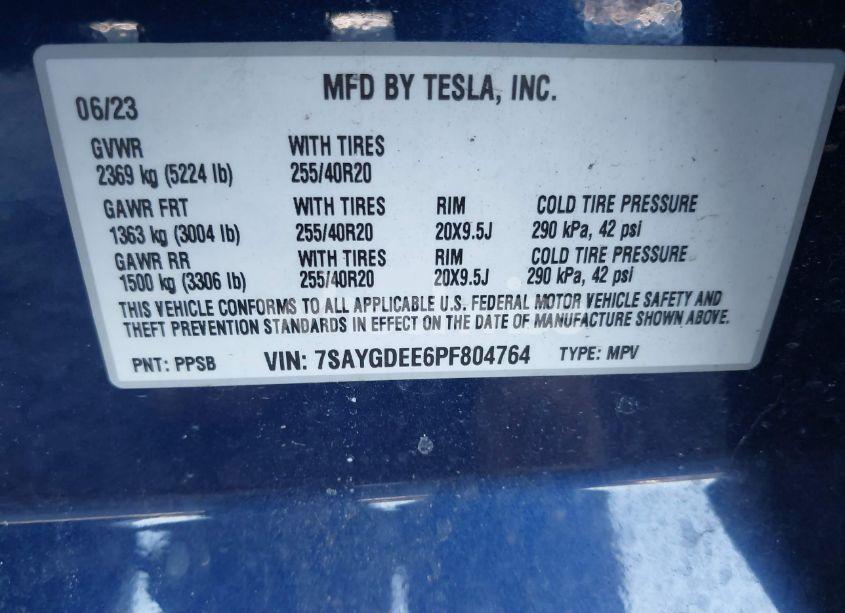 MFD BY TESLA, INC.
06/23
GVWR WITH TIRES
2369 kg (5224 lb) 255/40R20
GAWR FRT WITH TIRES RIM COLD TIRE PRESSURE
1363 kg (3004 lb) 255/40R20 20X9.5J 290 kPa, 42 psi
GAWR RR WITH TIRES RIM COLD TIRE PRESSURE
1500 kg (3306 lb) 255/40R20 20X9.5J 290 kPa, 42 psi
THIS VEHICLE CONFORMS TO ALL APPLICABLE U.S. FEDERAL MOTOR VEHICLE SAFETY AND
THEFT PREVENTION STANDARDS IN EFFECT ON THE DATE OF MANUFACTURE SHOWN ABOVE.
PNT: PPSB VIN: 7SAYGDEE6PF804764 TYPE: MPV